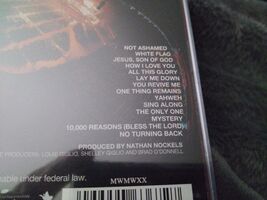 NOT ASHAMED
WHITE FLAG
JESUS, SON OF GOD
HOW I LOVE YOU
ALL THIS GLORY
LAY ME DOWN
YOU REVIVE ME
ONE THING REMAINS
YAHWEH
SING ALONG
THE ONLY ONE
MYSTERY
10,000 REASONS (BLESS THE LORD)
NO TURNING BACK
PRODUCED BY NATHAN NOCKELS
PRODUCERS: LOUIE GIGLIO, SHELLEY GIGLIO AND BRAD O'DONNELL
under federal law.
MWMWXX